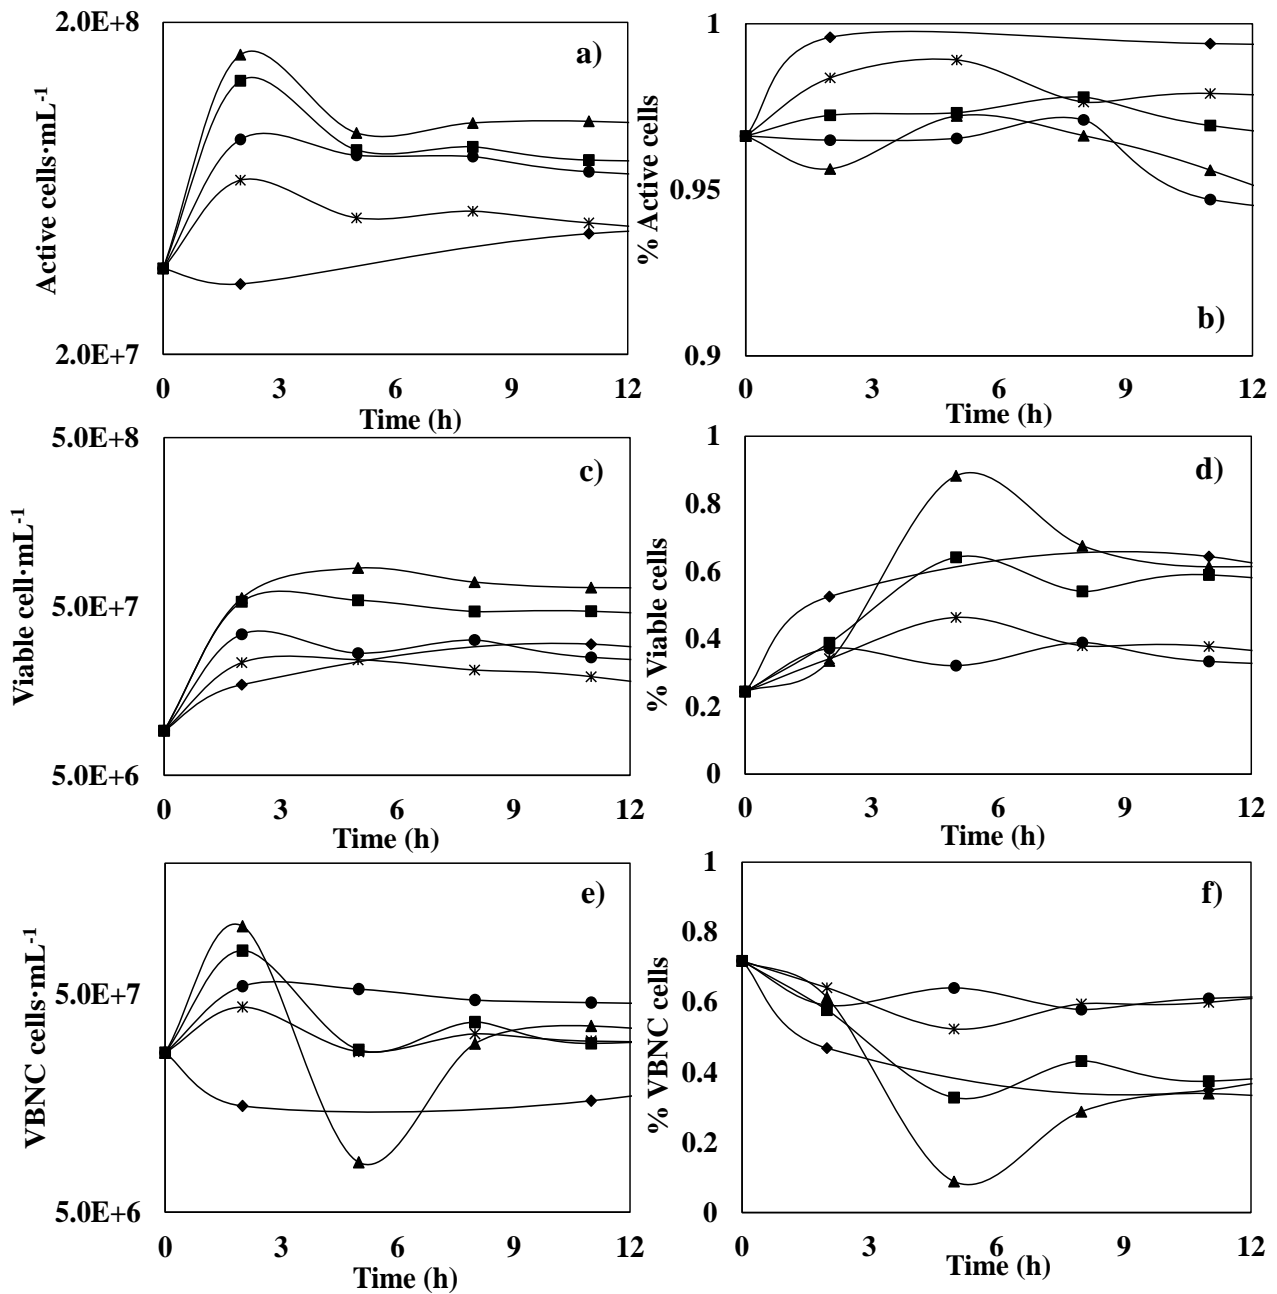 2.0E+8
a)
Active cells·mL-1
2.0E+7
0 3 6 9 12
Time (h)
1
% Active cells
0.95
b)
0.9
0 3 6 9 12
Time (h)
5.0E+8
c)
Viable cell·mL-1
5.0E+7
5.0E+6
0 3 6 9 12
Time (h)
1
d)
0.8
% Viable cells
0.6
0.4
0.2
0
0 3 6 9 12
Time (h)
e)
VBNC cells·mL-1
5.0E+7
5.0E+6
0 3 6 9 12
Time (h)
1
f)
0.8
% VBNC cells
0.6
0.4
0.2
0
0 3 6 9 12
Time (h)